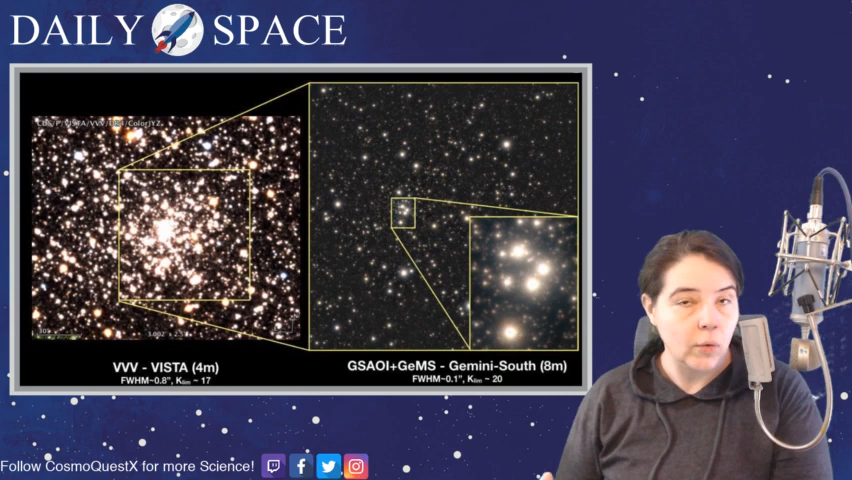 DAILY SPACE
VVV - VISTA (4m)
FWHM~0.8", Klim ~ 17
GSAOI+GeMS - Gemini-South (8m)
FWHM~0.1", Klim ~ 20
Follow CosmoQuestX for more Science!